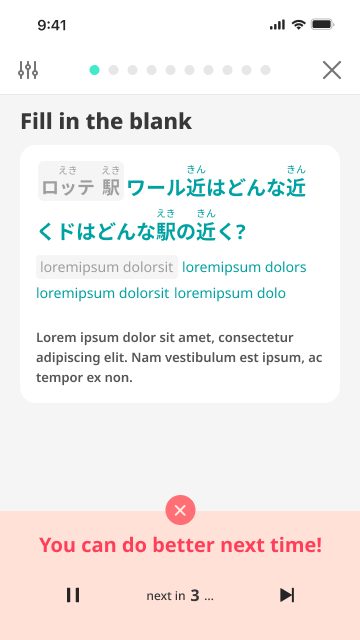 9:41
Fill in the blank
えき えき きん きん
ロッテ 駅 ワール近はどんな近
えき きん
くドはどんな駅の近く?
loremipsum dolorsit loremipsum dolors
loremipsum dolorsit loremipsum dolo
Lorem ipsum dolor sit amet, consectetur
adipiscing elit. Nam vestibulum est ipsum, ac
tempor ex non.
You can do better next time!
next in 3 ...